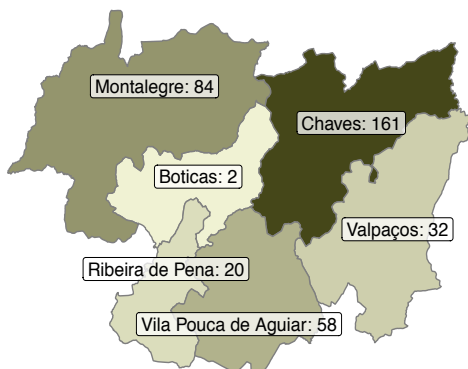 Montalegre: 84
Chaves: 161
Boticas: 2
Valpaços: 32
Ribeira de Pena: 20
Vila Pouca de Aguiar: 58